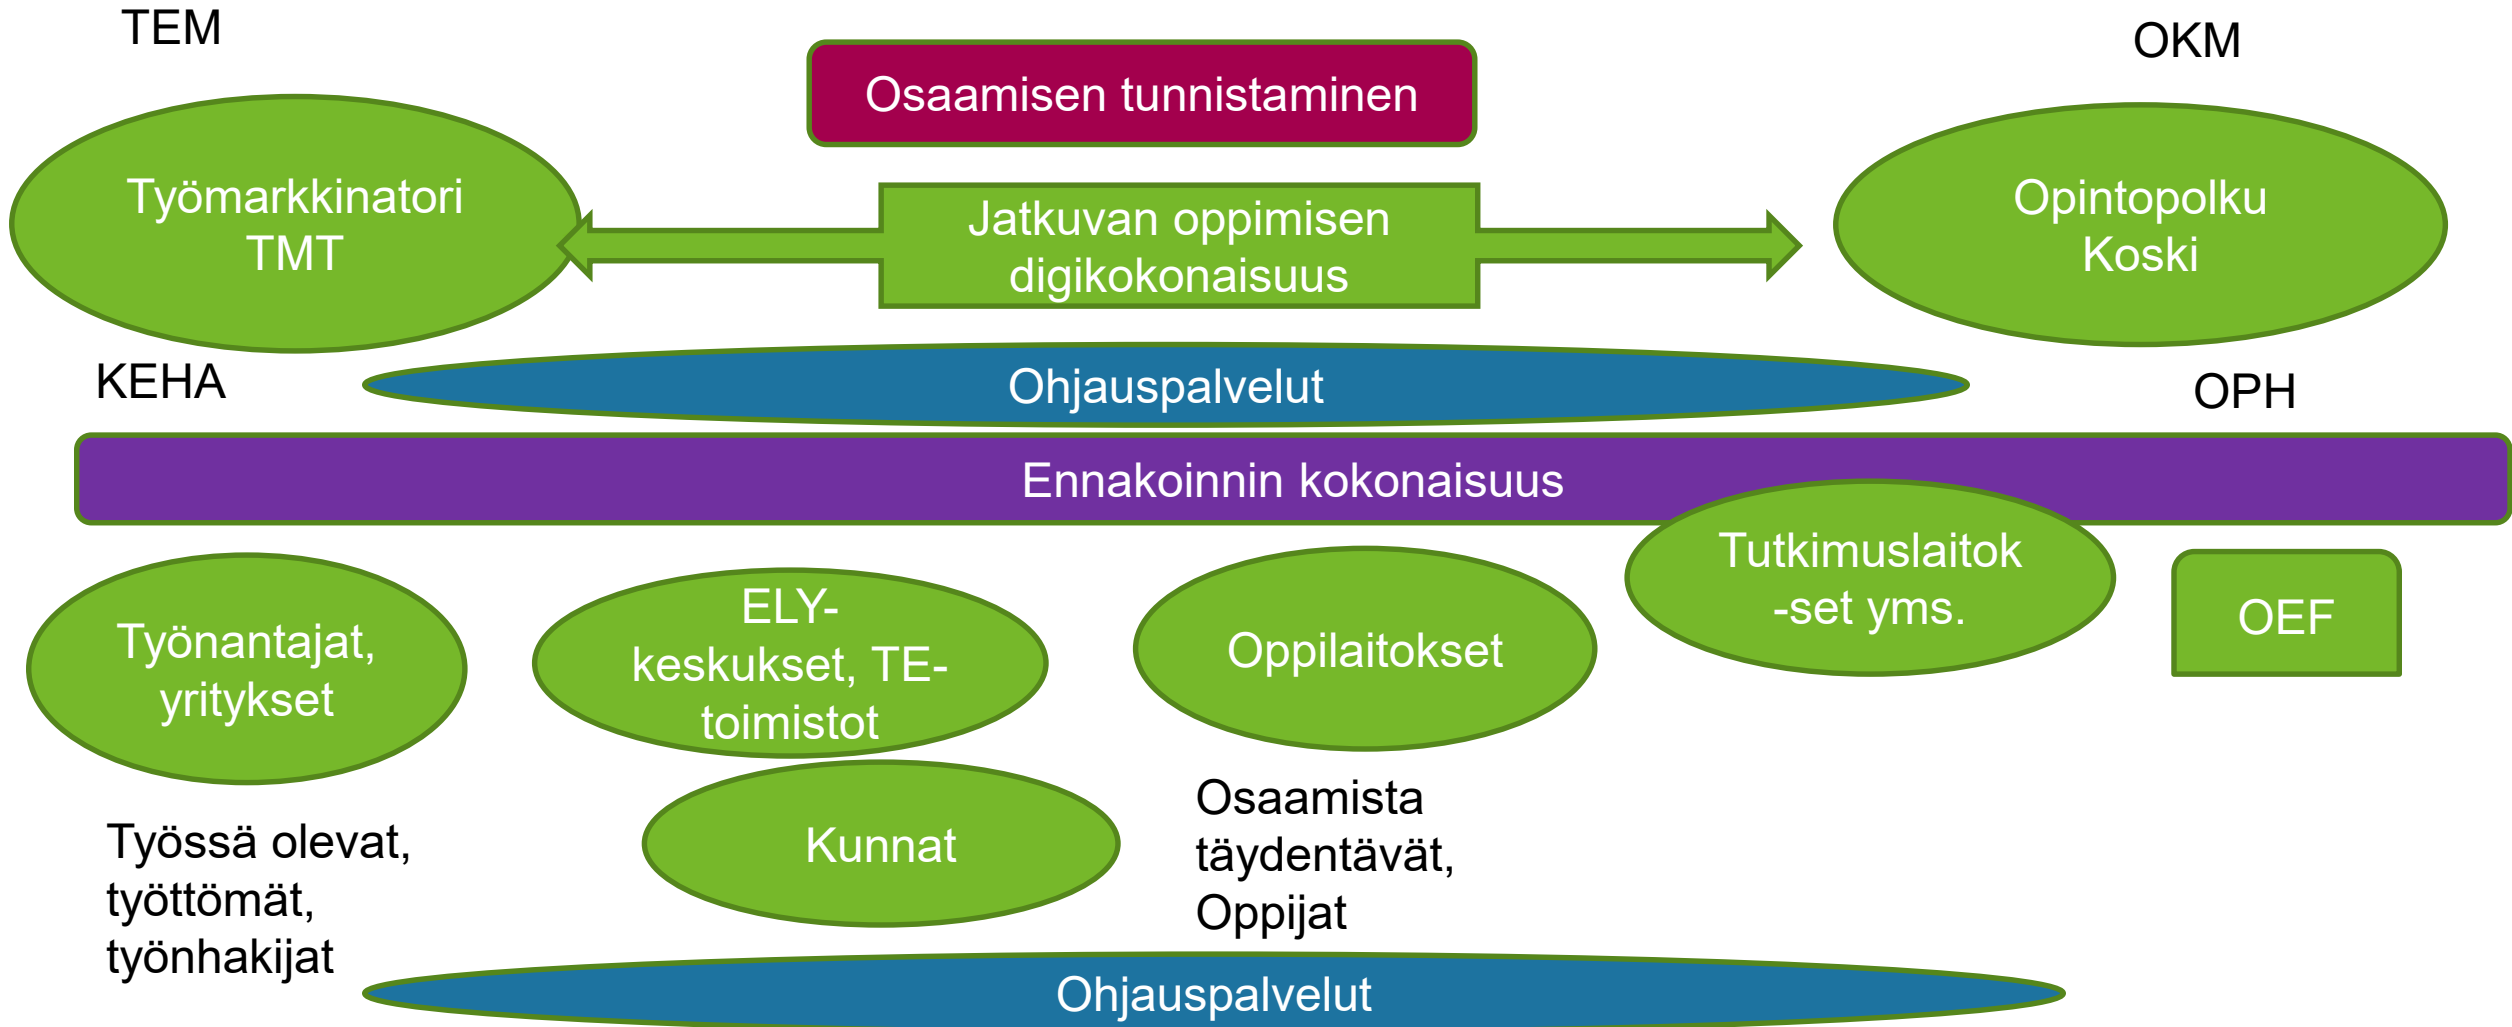 TEM
OKM
Osaamisen tunnistaminen
Työmarkkinatori
TMT
Jatkuvan oppimisen
digikokonaisuus
Opintopolku
Koski
KEHA
Ohjauspalvelut
OPH
Ennakoinnin kokonaisuus
Työnantajat,
yritykset
ELY-
keskukset, TE-
toimistot
Oppilaitokset
Tutkimuslaitok
-set yms.
OEF
Työssä olevat,
työttömät,
työnhakijat
Kunnat
Osaamista
täydentävät,
Oppijat
Ohjauspalvelut